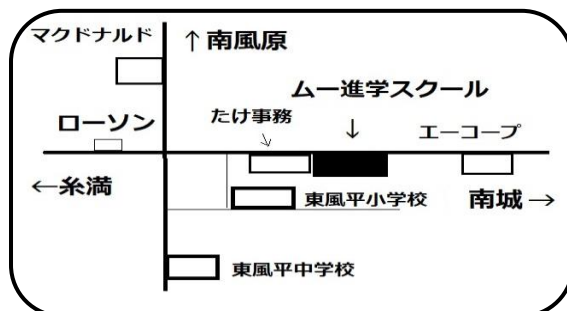 マクドナルド
↑南風原
ムー進学スクール
↓
たけ事務
↘
ローソン
エーコープ
←糸満
東風平小学校
南城→
東風平中学校